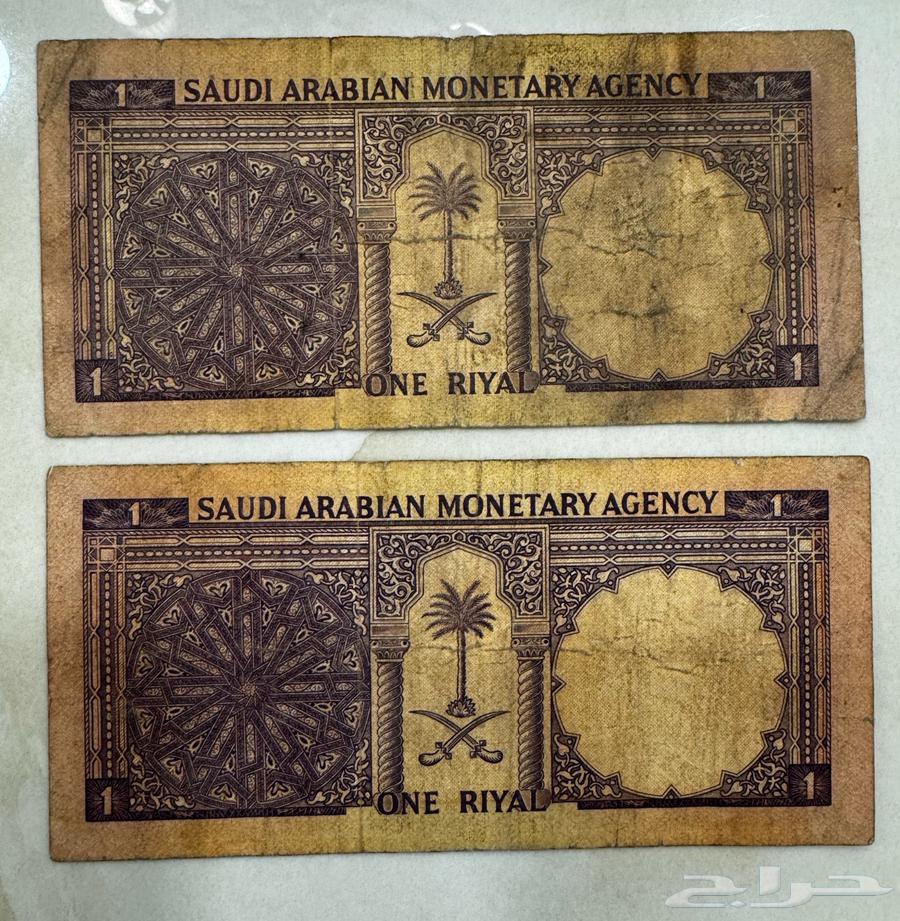 1 SAUDI ARABIAN MONETARY AGENCY 1
1 ONE RIYAL 1
1 SAUDI ARABIAN MONETARY AGENCY 1
1 ONE RIYAL 1
حراج